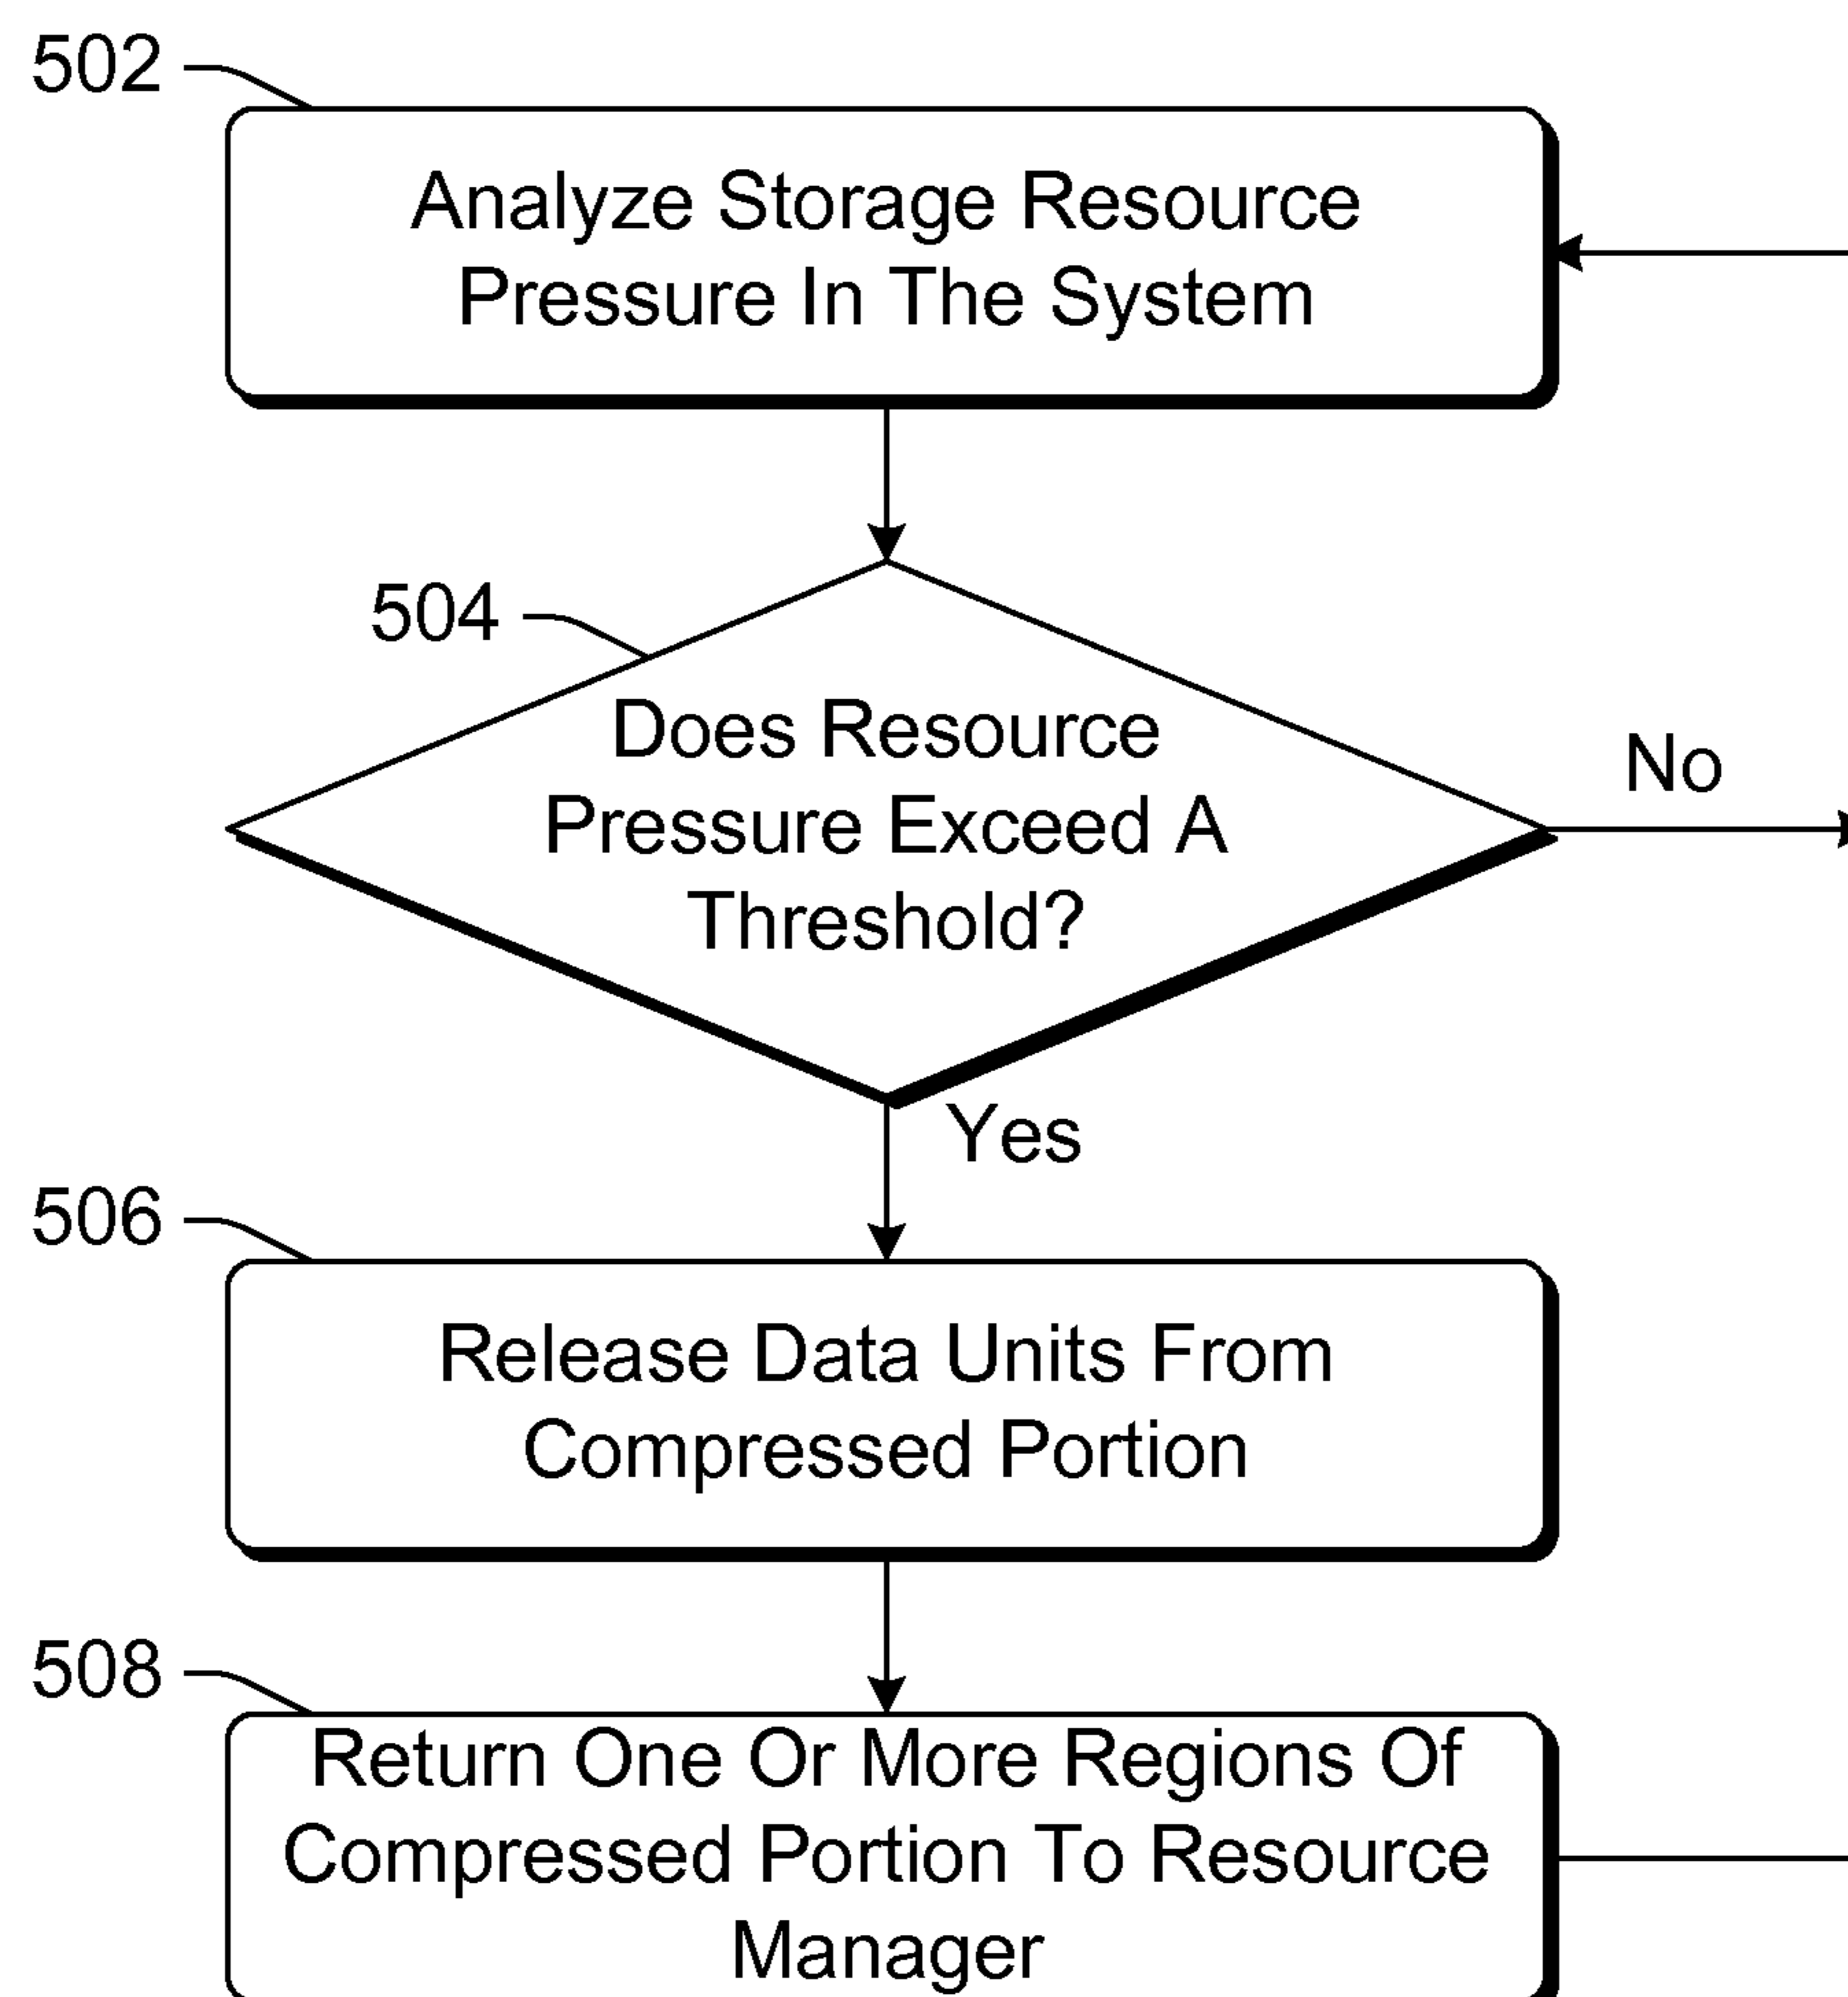 502
Analyze Storage Resource
Pressure In The System
504
Does Resource
Pressure Exceed A
Threshold?
No
Yes
506
Release Data Units From
Compressed Portion
508
Return One Or More Regions Of
Compressed Portion To Resource
Manager